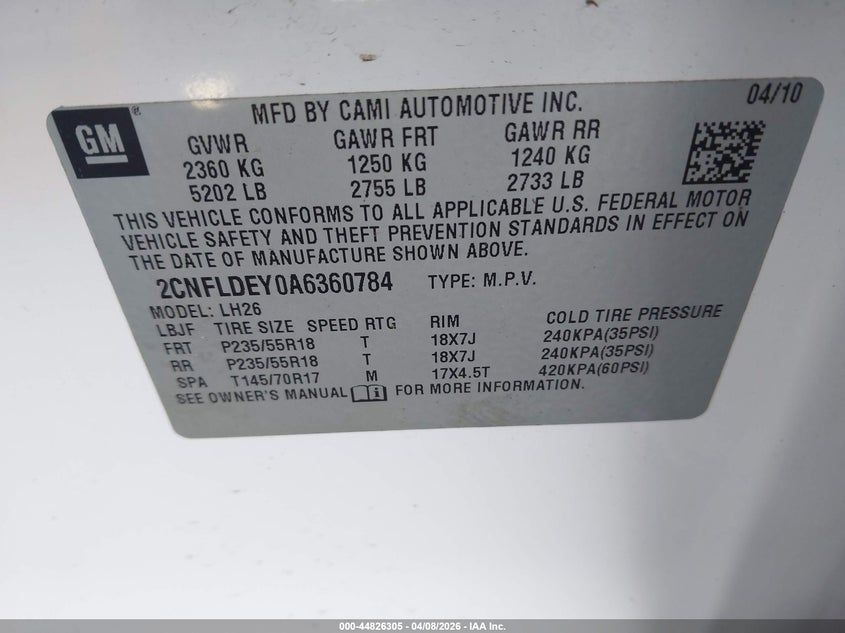 GM
®
MFD BY CAMI AUTOMOTIVE INC.
04/10
GVWR GAWR FRT GAWR RR
2360 KG 1250 KG 1240 KG
5202 LB 2755 LB 2733 LB
THIS VEHICLE CONFORMS TO ALL APPLICABLE U.S. FEDERAL MOTOR
VEHICLE SAFETY AND THEFT PREVENTION STANDARDS IN EFFECT ON
THE DATE OF MANUFACTURE SHOWN ABOVE.
2CNFLDEY0A6360784 TYPE: M.P.V.
MODEL: LH26
LBJF TIRE SIZE SPEED RTG RIM COLD TIRE PRESSURE
FRT P235/55R18 T 18X7J 240KPA(35PSI)
RR P235/55R18 T 18X7J 240KPA(35PSI)
SPA T145/70R17 M 17X4.5T 420KPA(60PSI)
SEE OWNER'S MANUAL FOR MORE INFORMATION.
000-44826305 - 04/08/2026 - IAA Inc.